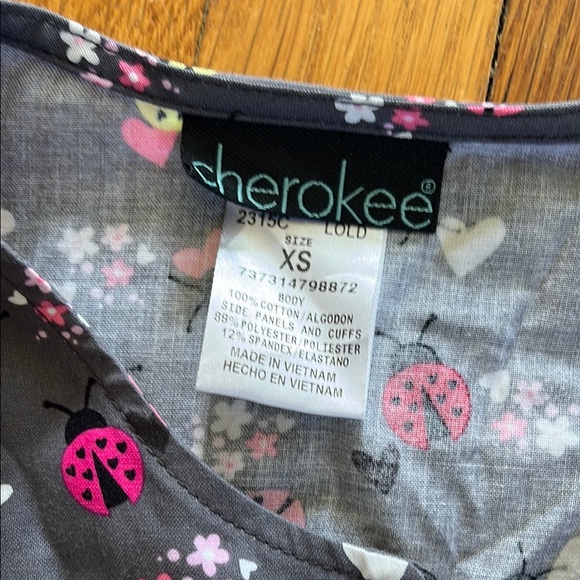 cherokee®
2315C LOLD
SIZE
XS
737314798872
BODY
100% COTTON/ALGODON
SIDE PANELS AND CUFFS
88% POLYESTER/POLIESTER
12% SPANDEX/ELASTANO
MADE IN VIETNAM
HECHO EN VIETNAM